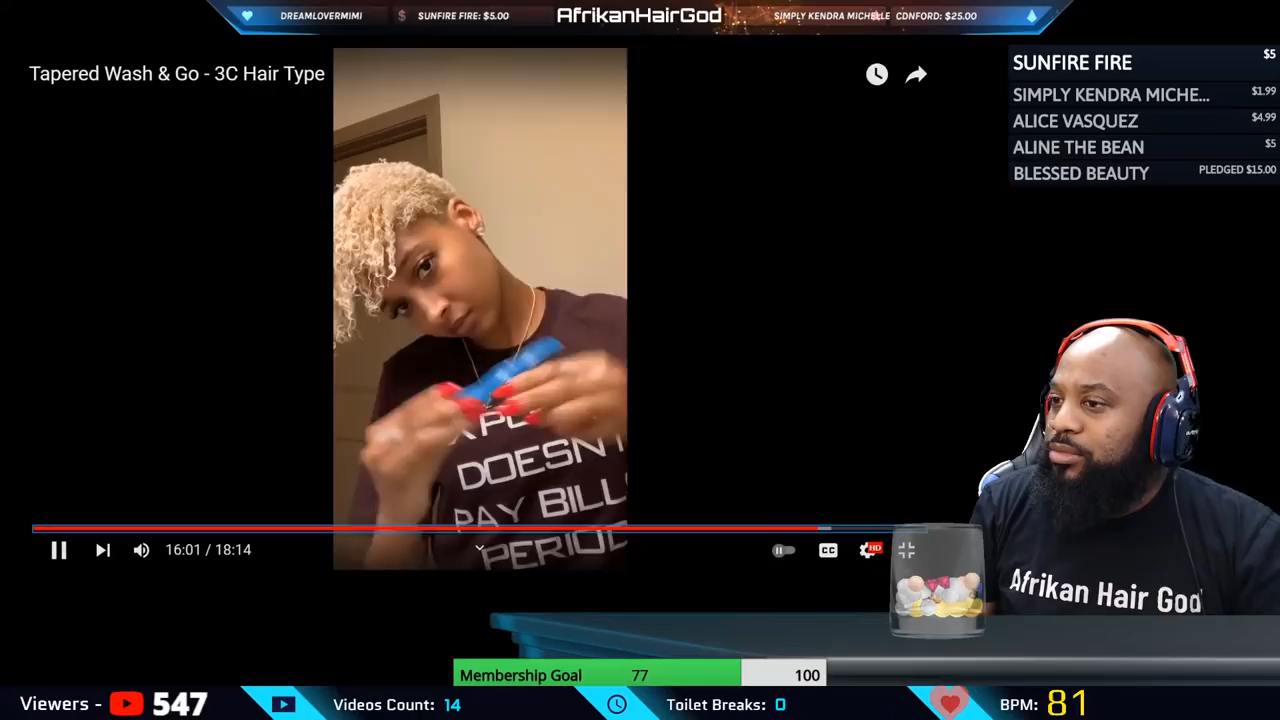 DREAMLOVERMIMI
$ SUNFIRE FIRE: $5.00
AfrikanHairGod
SIMPLY KENDRA MICHELLE
CDNFORD: $25.00
Tapered Wash & Go - 3C Hair Type
SUNFIRE FIRE $5
SIMPLY KENDRA MICHE... $1.99
ALICE VASQUEZ $4.99
ALINE THE BEAN $5
BLESSED BEAUTY PLEDGED $15.00
DOESN'T
PAY BILLS
PERIOD
16:01 / 18:14
CC
HD
Afrikan Hair God
Membership Goal 77 100
Viewers - 547
Videos Count: 14
Toilet Breaks: 0
BPM: 81